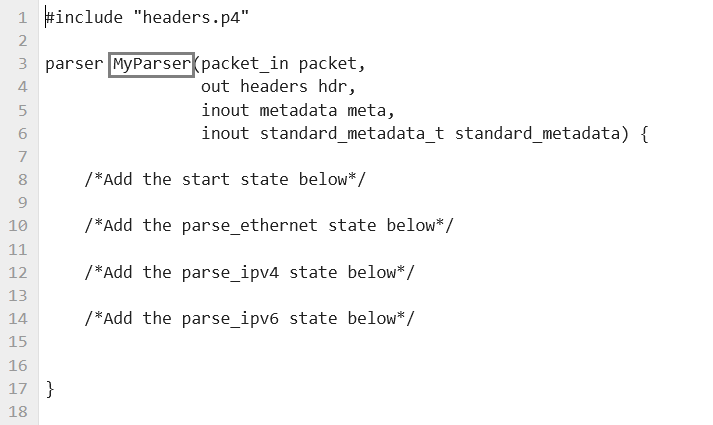 1 #include "headers.p4"
2
3 parser MyParser(packet_in packet,
4 out headers hdr,
5 inout metadata meta,
6 inout standard_metadata_t standard_metadata) {
7
8 /*Add the start state below*/
9
10 /*Add the parse_ethernet state below*/
11
12 /*Add the parse_ipv4 state below*/
13
14 /*Add the parse_ipv6 state below*/
15
16
17 }
18